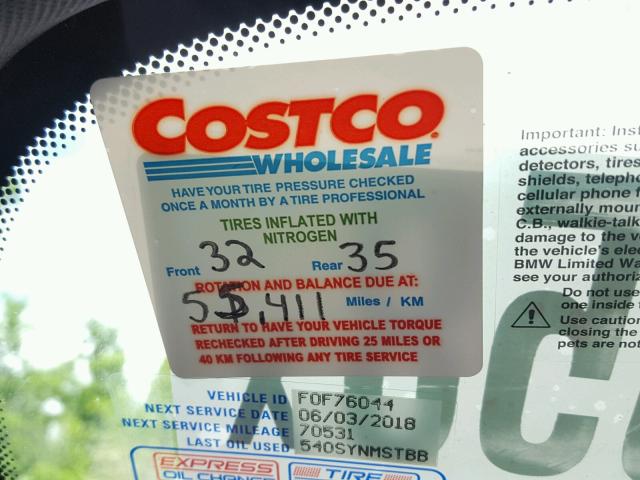 COSTCO
WHOLESALE
HAVE YOUR TIRE PRESSURE CHECKED
ONCE A MONTH BY A TIRE PROFESSIONAL
TIRES INFLATED WITH
NITROGEN
Front 32 Rear 35
ROTATION AND BALANCE DUE AT:
55,411 Miles / KM
RETURN TO HAVE YOUR VEHICLE TORQUE
RECHECKED AFTER DRIVING 25 MILES OR
40 KM FOLLOWING ANY TIRE SERVICE
VEHICLE ID F0F76044
NEXT SERVICE DATE 06/03/2018
NEXT SERVICE MILEAGE 70531
LAST OIL USED 540SYNMSTBB
EXPRESS
OIL CHANGE
TIRE
Important: Inst
accessories su
detectors, tires
shields, teleph
cellular phone
externally mour
C.B., walkie-talk
damage to the v
the vehicle's elec
BMW Limited Wa
see your authoriz
Do not use
one inside
Use caution
closing the
pets are not